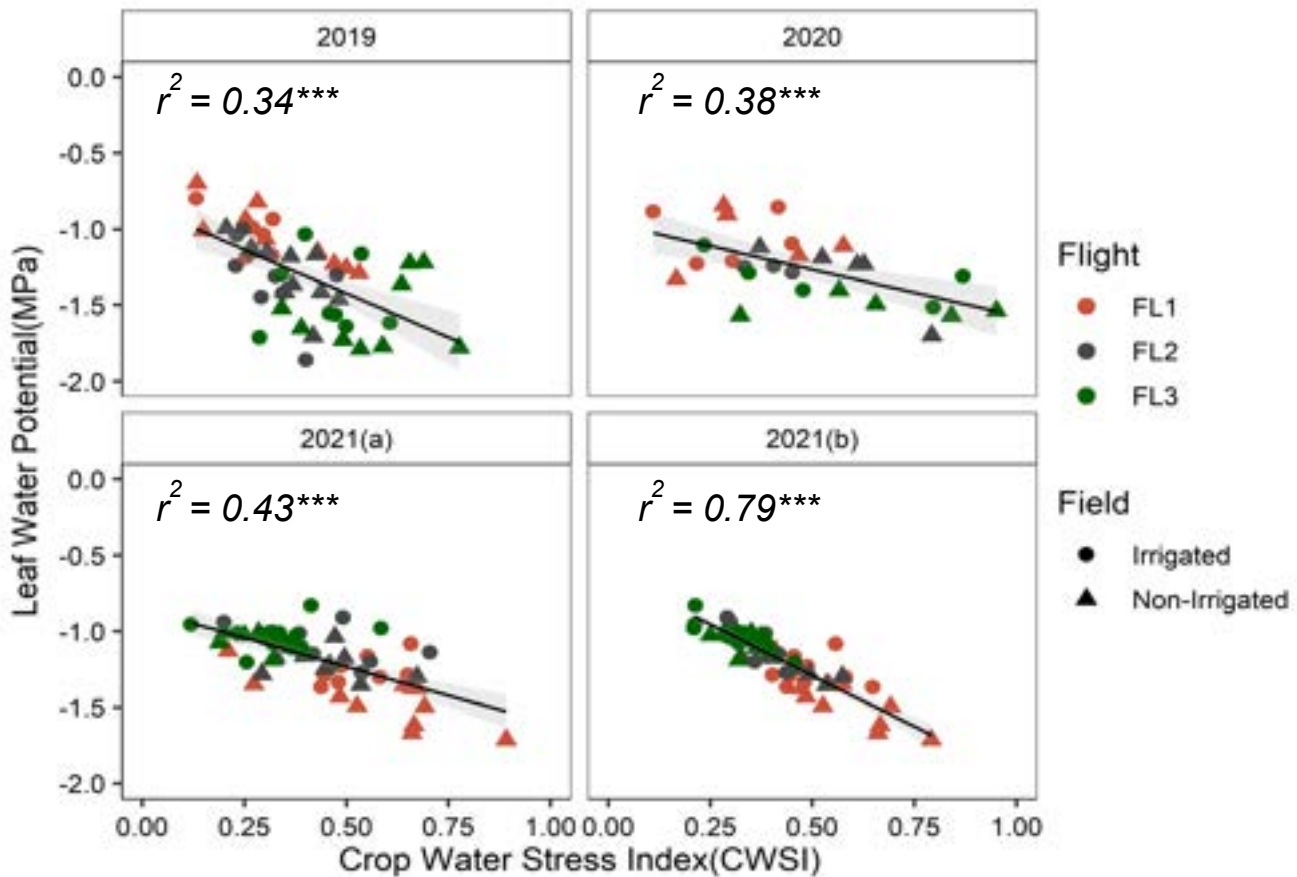 2019
2020
r² = 0.34***
r² = 0.38***
0.0
-0.5
-1.0
-1.5
-2.0
2021(a)
2021(b)
r² = 0.43***
r² = 0.79***
0.0
-0.5
-1.0
-1.5
-2.0
0.00 0.25 0.50 0.75 1.00 0.00 0.25 0.50 0.75 1.00
Crop Water Stress Index(CWSI)
Leaf Water Potential(MPa)
Flight
FL1
FL2
FL3
Field
Irrigated
Non-Irrigated